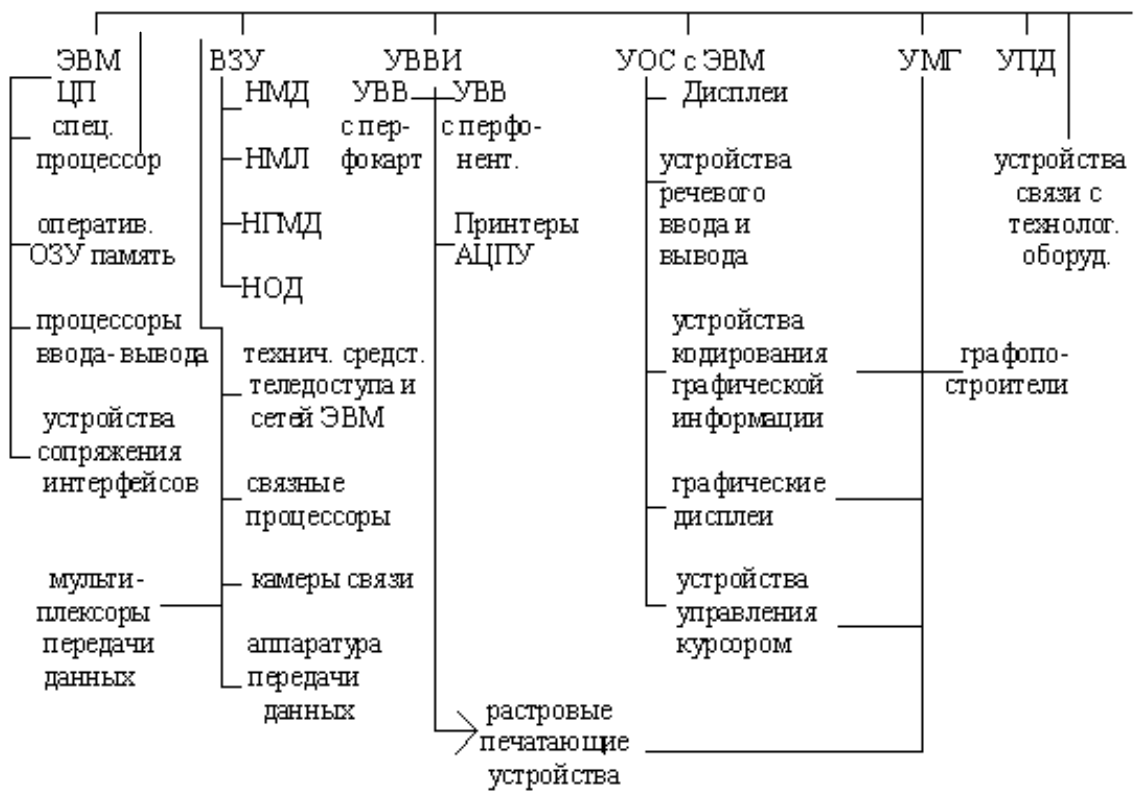 ЭВМ
ВЗУ
УВВИ
УОС с ЭВМ
УМГ
УПД
ЦП
спец.
процессор
оператив.
ОЗУ память
процессоры
ввода- вывода
устройства
сопряжения
интерфейсов
мульти-
плексоры
передачи
данных
НМД
НМЛ
НГМД
НОД
технич. средст.
теледоступа и
сетей ЭВМ
связные
процессоры
камеры связи
аппаратура
передачи
данных
УВВ
с пер-
фокарт
УВВ
с перфо-
нент.
Принтеры
АЦПУ
растровые
печатающие
устройства
Дисплеи
устройства
речевого
ввода и
вывода
устройства
кодирования
графической
информации
графические
дисплеи
устройства
управления
курсором
графопо-
строители
устройства
связи с
технолог.
оборуд.